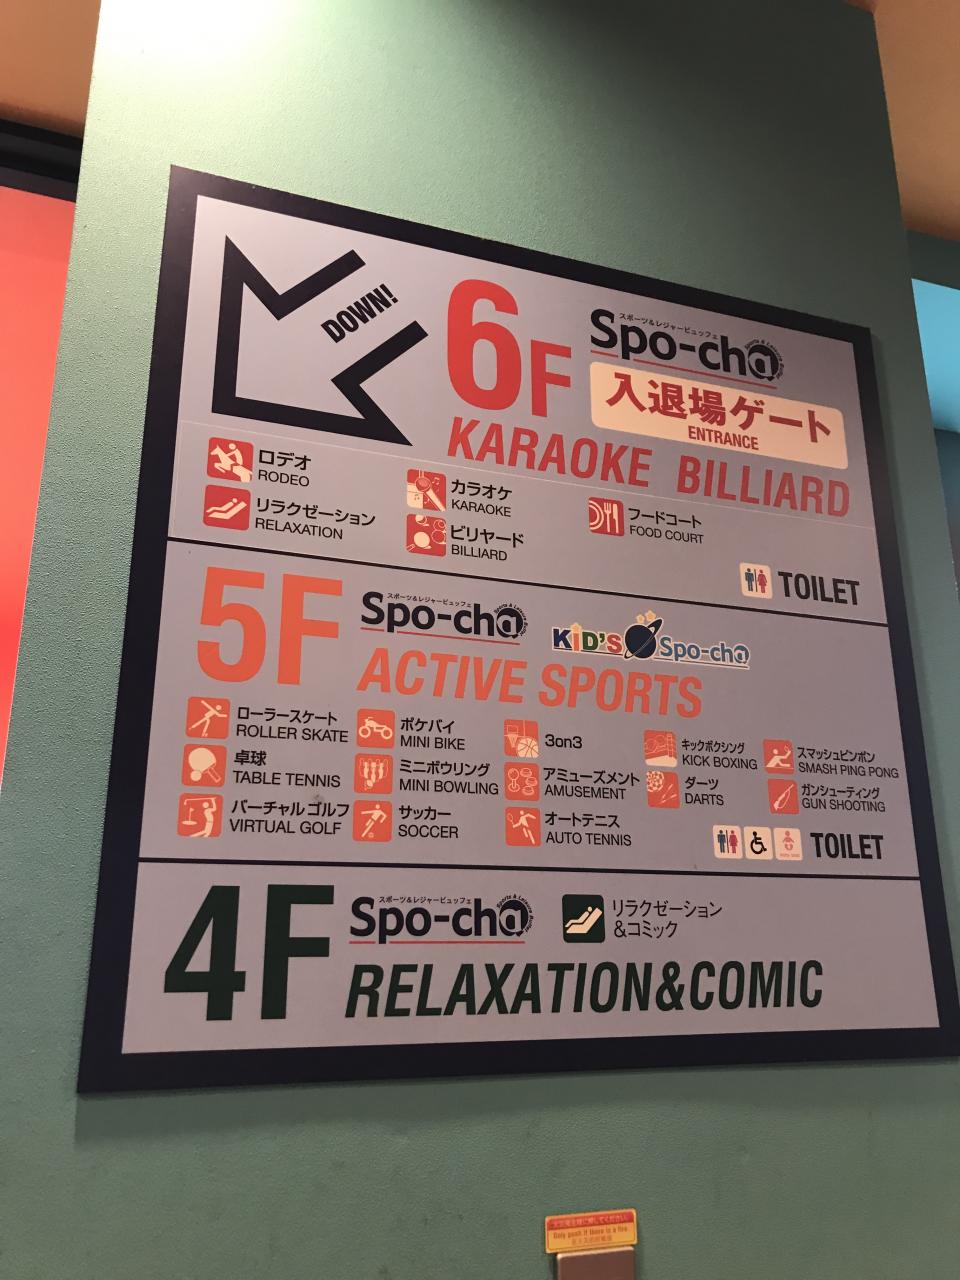 DOWN!
6F
スポーツ&レジャービュッフェ
Spo-cha
入退場ゲート
ENTRANCE
KARAOKE BILLIARD
ロデオ
RODEO
リラクゼーション
RELAXATION
カラオケ
KARAOKE
ビリヤード
BILLIARD
フードコート
FOOD COURT
TOILET
5F
スポーツ&レジャービュッフェ
Spo-cha
KID'S Spo-cha
ACTIVE SPORTS
ローラースケート
ROLLER SKATE
卓球
TABLE TENNIS
バーチャルゴルフ
VIRTUAL GOLF
ポケバイ
MINI BIKE
ミニボウリング
MINI BOWLING
サッカー
SOCCER
3on3
アミューズメント
AMUSEMENT
オートテニス
AUTO TENNIS
キックボクシング
KICK BOXING
ダーツ
DARTS
スマッシュピンポン
SMASH PING PONG
ガンシューティング
GUN SHOOTING
TOILET
4F
スポーツ&レジャービュッフェ
Spo-cha
リラクゼーション
&コミック
RELAXATION&COMIC
Only push if there is a fire